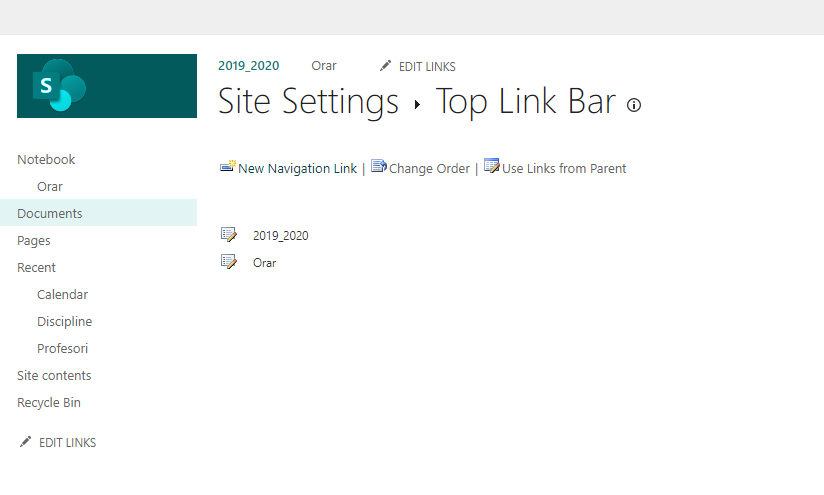 S
2019_2020 Orar EDIT LINKS
Site Settings ▸ Top Link Bar
Notebook
Orar
Documents
Pages
Recent
Calendar
Discipline
Profesori
Site contents
Recycle Bin
EDIT LINKS
New Navigation Link | Change Order | Use Links from Parent
2019_2020
Orar